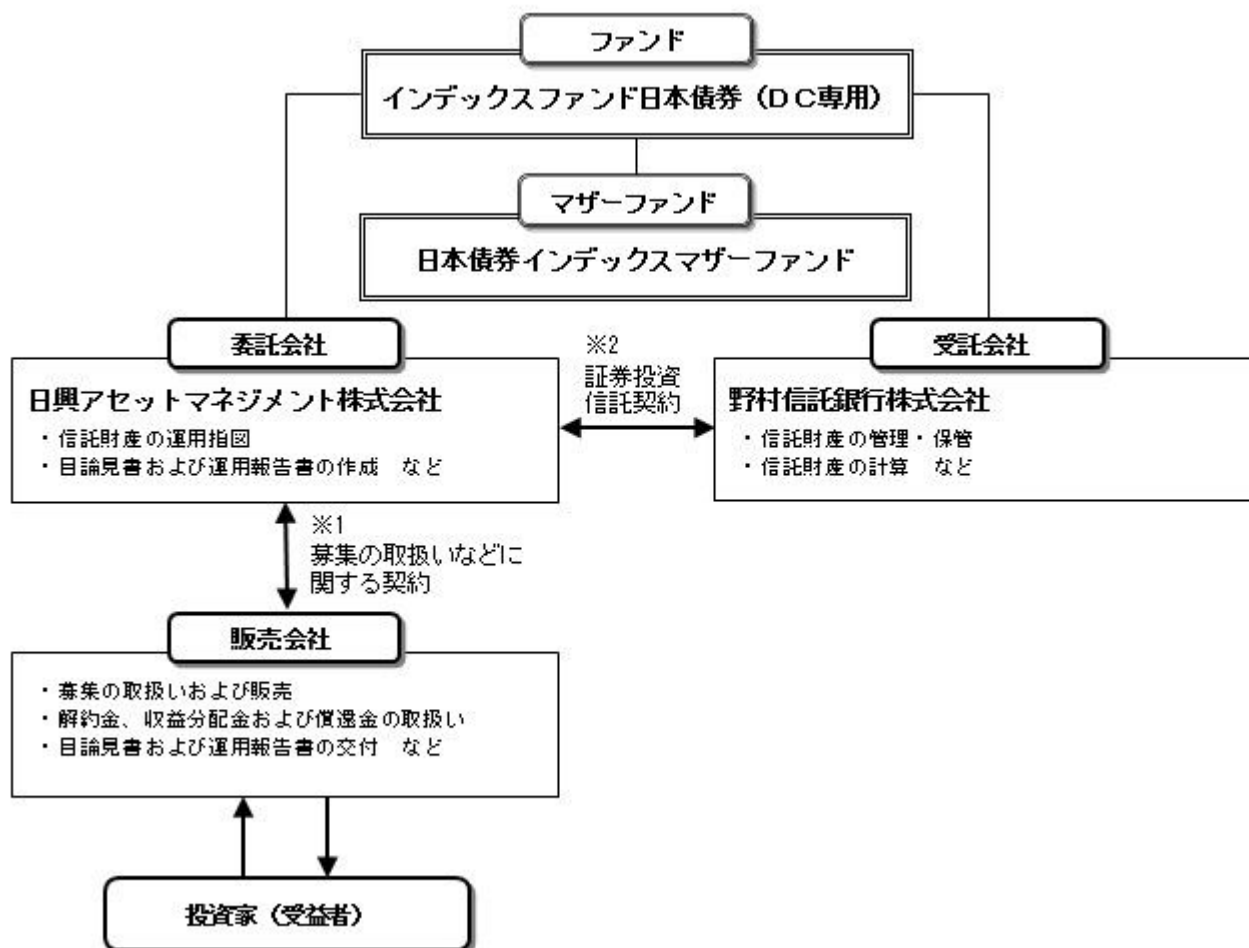 ファンド
インデックスファンド日本債券（ＤＣ専用）
マザーファンド
日本債券インデックスマザーファンド
委託会社
日興アセットマネジメント株式会社
・信託財産の運用指図
・目論見書および運用報告書の作成　など
※2
証券投資
信託契約
受託会社
野村信託銀行株式会社
・信託財産の管理・保管
・信託財産の計算　など
※1
募集の取扱いなどに
関する契約
販売会社
・募集の取扱いおよび販売
・解約金、収益分配金および償還金の取扱い
・目論見書および運用報告書の交付　など
投資家（受益者）